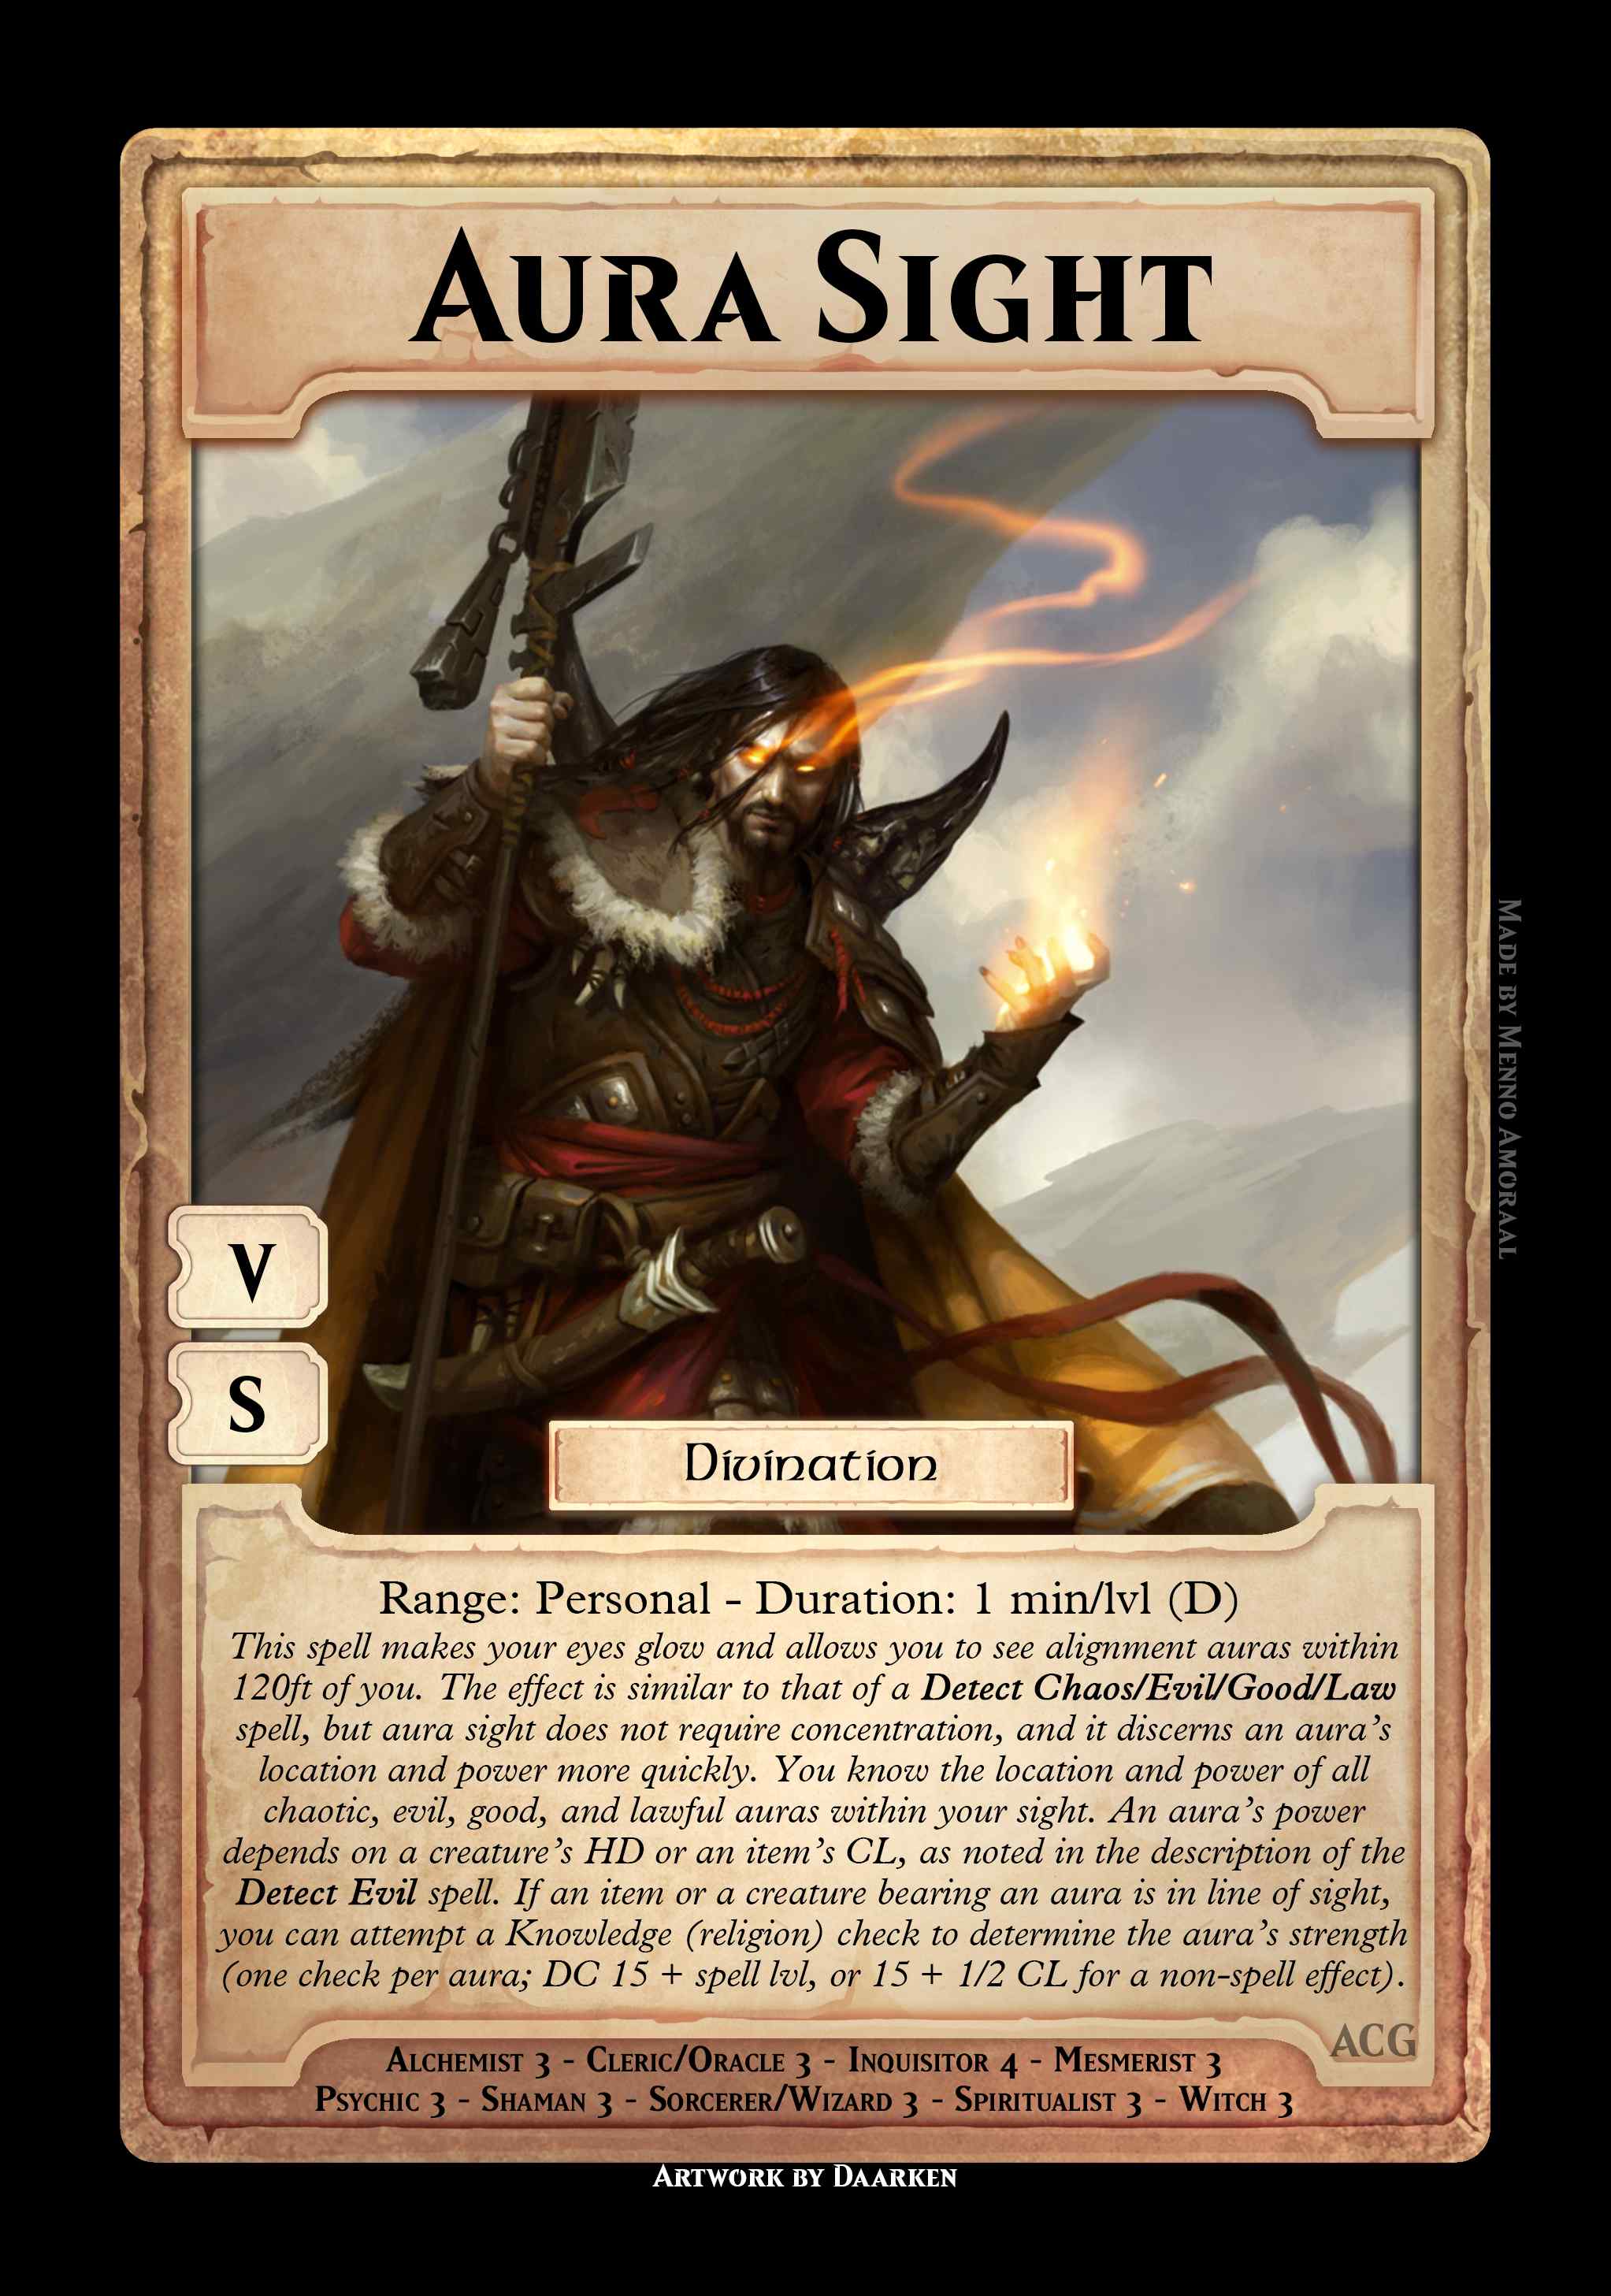 Aura Sight
V
S
Divination
Range: Personal - Duration: 1 min/lvl (D)
This spell makes your eyes glow and allows you to see alignment auras within
120ft of you. The effect is similar to that of a Detect Chaos/Evil/Good/Law
spell, but aura sight does not require concentration, and it discerns an aura's
location and power more quickly. You know the location and power of all
chaotic, evil, good, and lawful auras within your sight. An aura's power
depends on a creature's HD or an item's CL, as noted in the description of the
Detect Evil spell. If an item or a creature bearing an aura is in line of sight,
you can attempt a Knowledge (religion) check to determine the aura's strength
(one check per aura; DC 15 + spell lvl, or 15 + 1/2 CL for a non-spell effect).
ACG
Alchemist 3 - Cleric/Oracle 3 - Inquisitor 4 - Mesmerist 3
Psychic 3 - Shaman 3 - Sorcerer/Wizard 3 - Spiritualist 3 - Witch 3
Artwork by Daarken
Made by Menno Amoraal